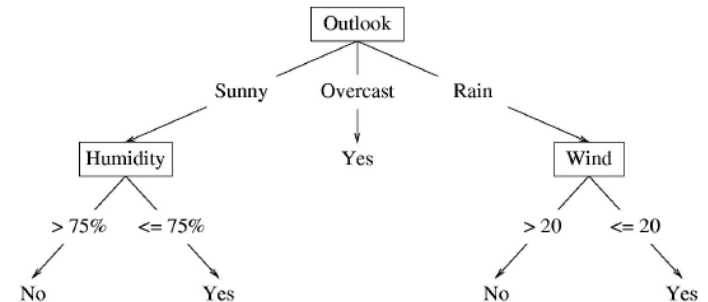 Outlook
Sunny Overcast Rain
Humidity Yes Wind
> 75% <= 75% > 20 <= 20
No Yes No Yes